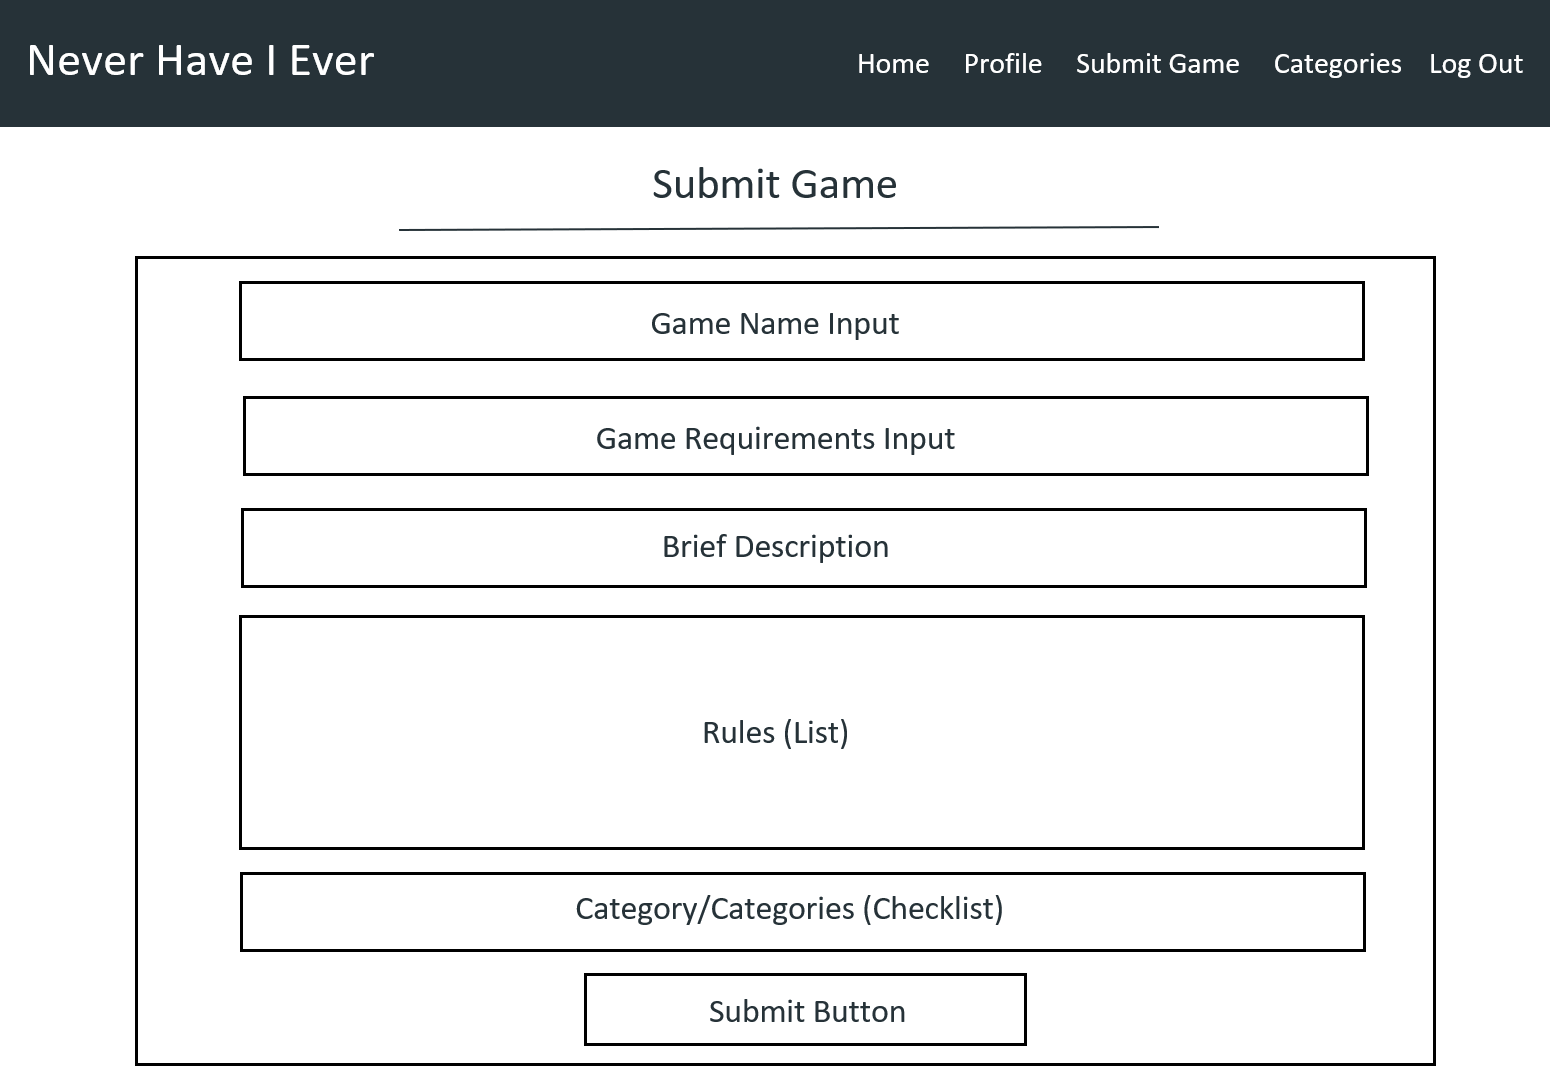 Never Have I Ever
Home Profile Submit Game Categories Log Out
Submit Game
Game Name Input
Game Requirements Input
Brief Description
Rules (List)
Category/Categories (Checklist)
Submit Button